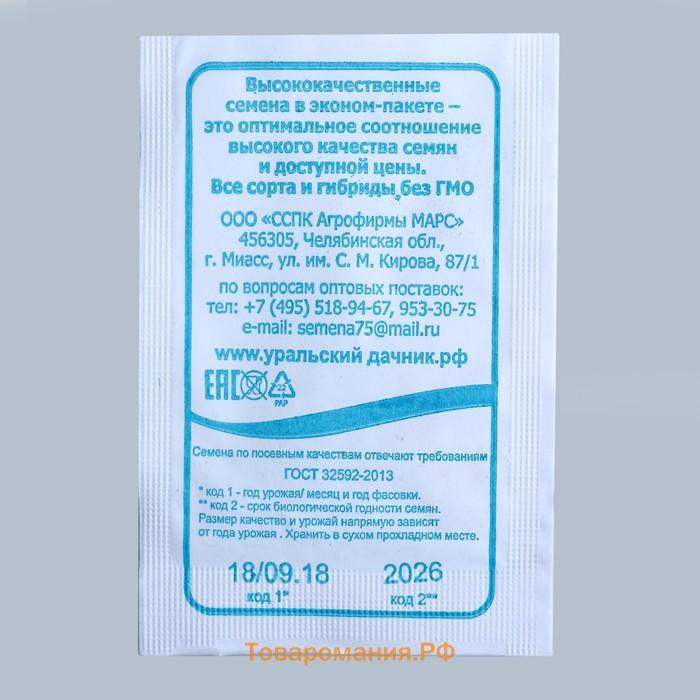 Высококачественные
семена в эконом-пакете –
это оптимальное соотношение
высокого качества семян
и доступной цены.
Все сорта и гибриды без ГМО
ООО «ССПК Агрофирмы МАРС»
456305, Челябинская обл.,
г. Миасс, ул. им. С. М. Кирова, 87/1
по вопросам оптовых поставок:
тел: +7 (495) 518-94-67, 953-30-75
e-mail: semena75@mail.ru
www.уральский дачник.рф
ЕАС 22
PAP
Семена по посевным качествам отвечают требованиям
ГОСТ 32592-2013
* код 1 - год урожая/ месяц и год фасовки.
** код 2 - срок биологической годности семян.
Размер качество и урожай напрямую зависят
от года урожая . Хранить в сухом прохладном месте.
18/09.18 2026
код 1* код 2**
Товаромания.РФ